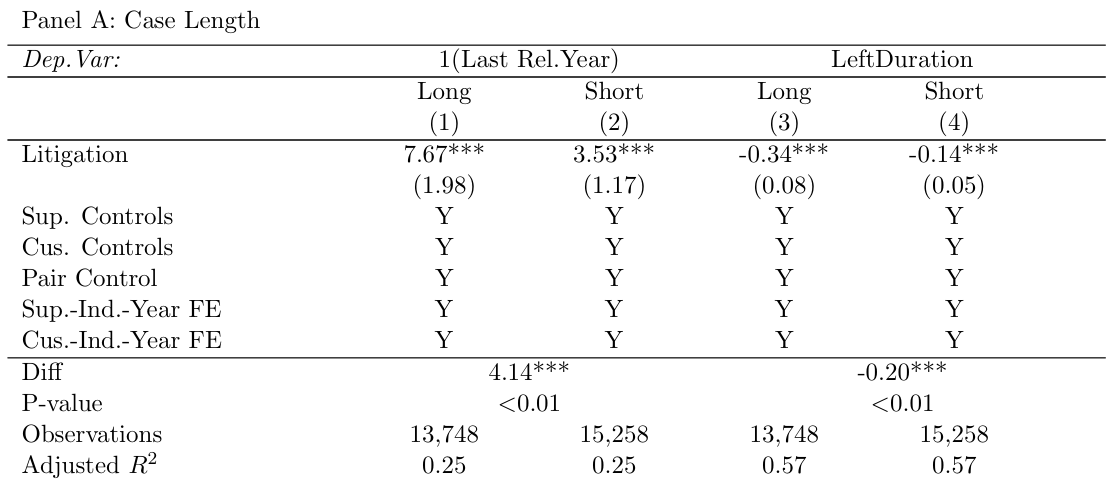 Panel A: Case Length
Dep.Var: 1(Last Rel.Year) LeftDuration
Long Short Long Short
(1) (2) (3) (4)
Litigation 7.67*** 3.53*** -0.34*** -0.14***
(1.98) (1.17) (0.08) (0.05)
Sup. Controls Y Y Y Y
Cus. Controls Y Y Y Y
Pair Control Y Y Y Y
Sup.-Ind.-Year FE Y Y Y Y
Cus.-Ind.-Year FE Y Y Y Y
Diff 4.14*** -0.20***
P-value <0.01 <0.01
Observations 13,748 15,258 13,748 15,258
Adjusted R² 0.25 0.25 0.57 0.57